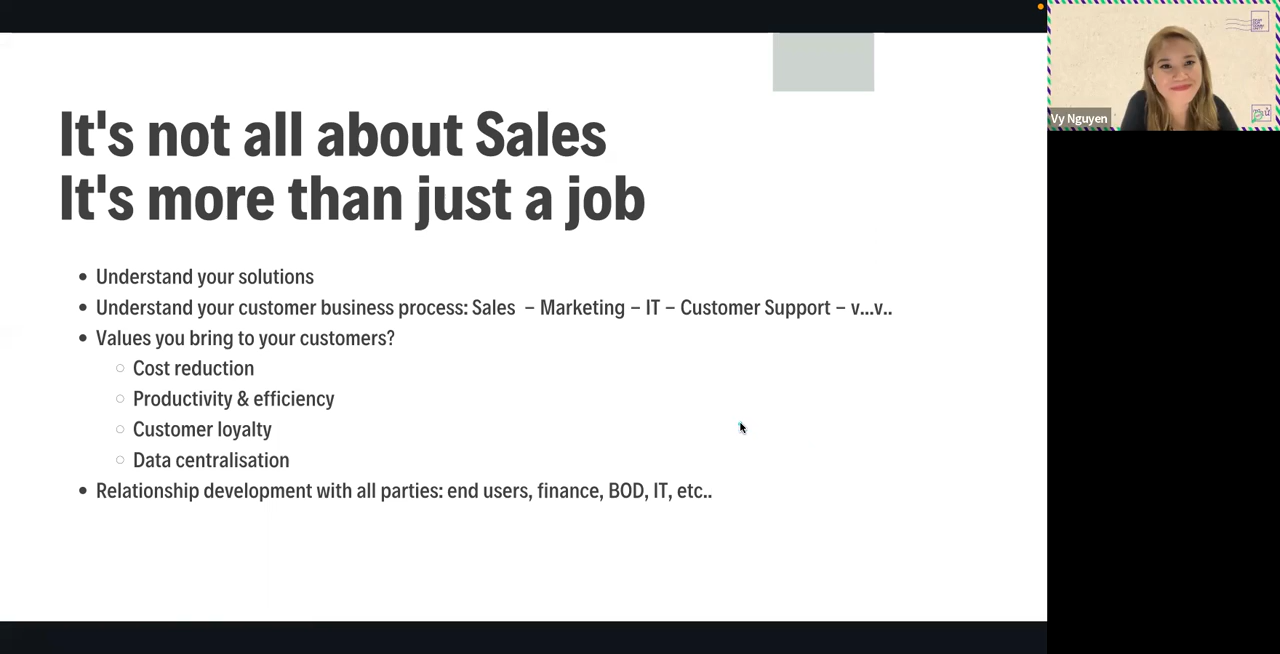 It's not all about Sales
It's more than just a job
Understand your solutions
Understand your customer business process: Sales – Marketing – IT – Customer Support – v...v..
Values you bring to your customers?
Cost reduction
Productivity & efficiency
Customer loyalty
Data centralisation
Relationship development with all parties: end users, finance, BOD, IT, etc..
Vy Nguyen